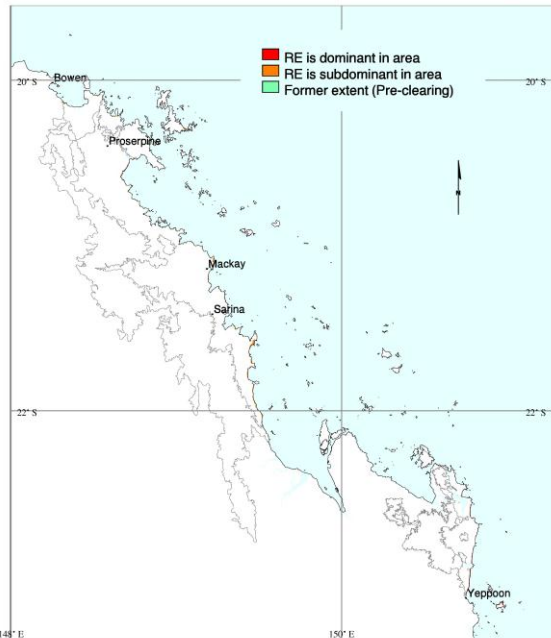 RE is dominant in area
20° S
20° S
RE is subdominant in area
Bowen
Former extent (Pre-clearing)
Proserpine
N
Mackay
Sarina
22° S
22° S
Yeppoon
148° E
150° E